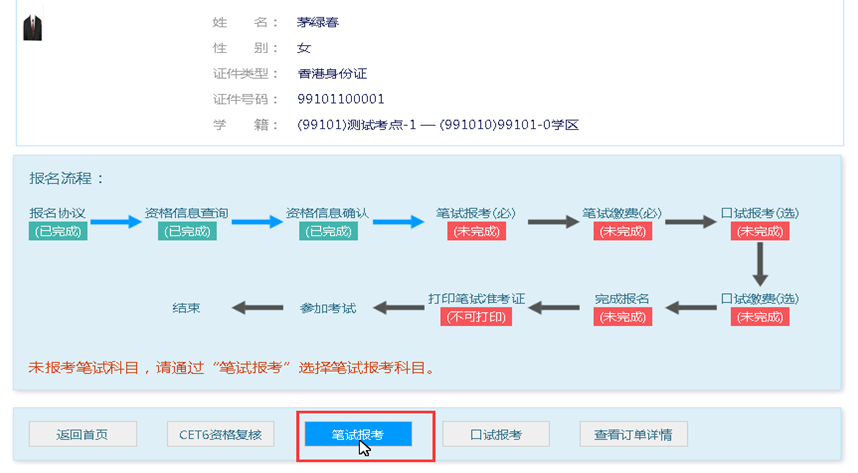 姓 名： 茅绿春
性 别： 女
证件类型： 香港身份证
证件号码： 99101100001
学 籍： (99101)测试考点-1 — (991010)99101-0学区
报名流程：
报名协议 资格信息查询 资格信息确认 笔试报考(必) 笔试缴费(必) 口试报考(选)
(已完成) (已完成) (已完成) (未完成) (未完成) (未完成)
结束 参加考试 打印笔试准考证 完成报名 口试缴费(选)
(不可打印) (未完成) (未完成)
未报考笔试科目，请通过“笔试报考”选择笔试报考科目。
返回首页 CET6资格复核 笔试报考 口试报考 查看订单详情